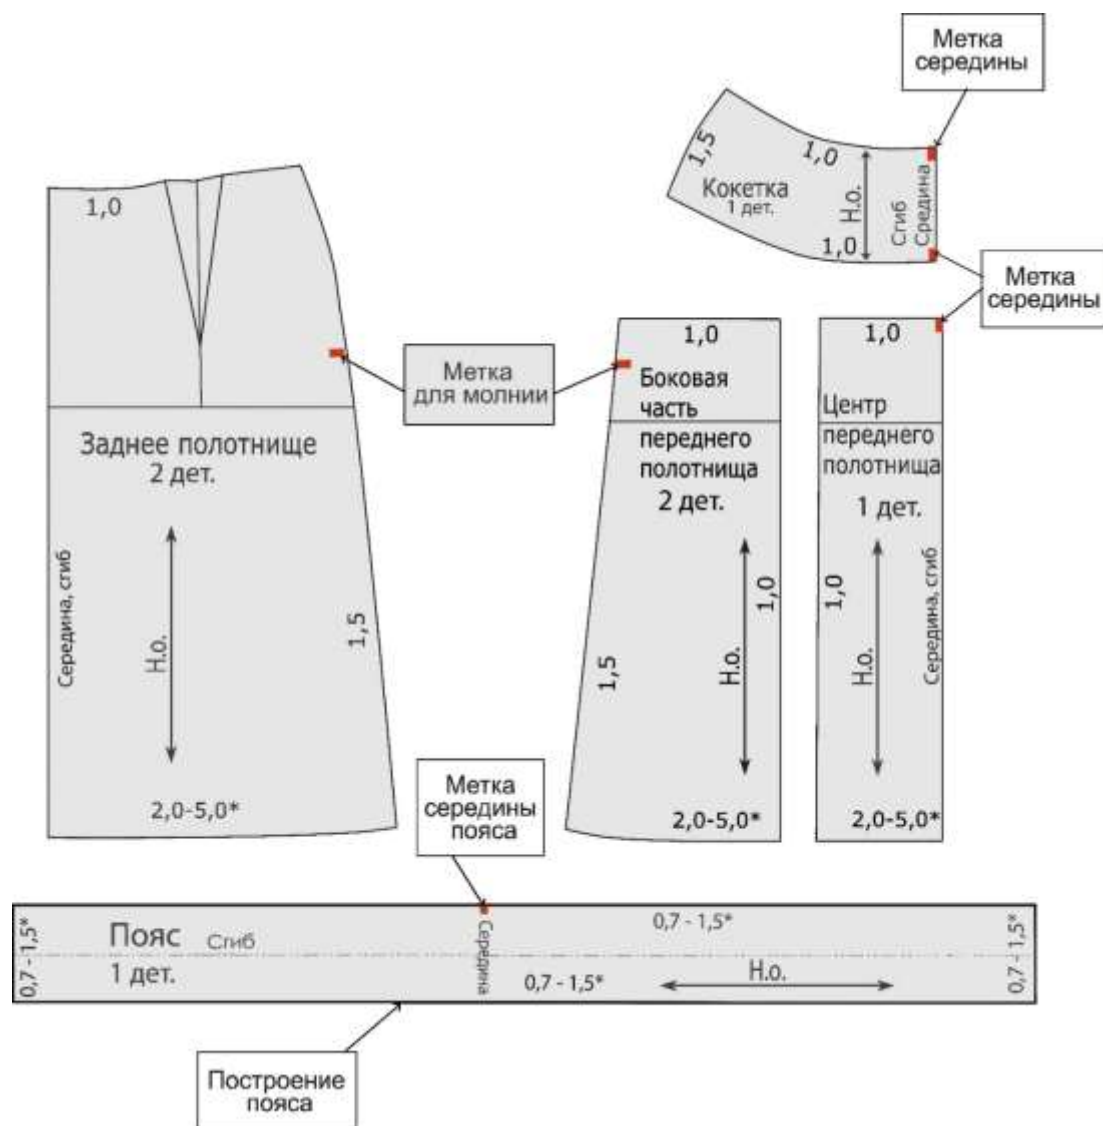 Метка
середины
1,5
1,0
Кокетка
1 дет.
Н.о.
Сгиб
Средина
1,0
Метка
середины
1,0
Метка
для молнии
Заднее полотнище
2 дет.
Середина, сгиб
Н.о.
1,5
2,0-5,0*
1,0
Боковая
часть
переднего
полотнища
2 дет.
1,0
Н.о.
1,5
2,0-5,0*
1,0
Центр
переднего
полотнища
1 дет.
1,0
Н.о.
Середина, сгиб
2,0-5,0*
Метка
середины
пояса
0,7 - 1,5*
Пояс
Сгиб
1 дет.
Середина
0,7 - 1,5*
0,7 - 1,5*
Н.о.
0,7 - 1,5*
Построение
пояса